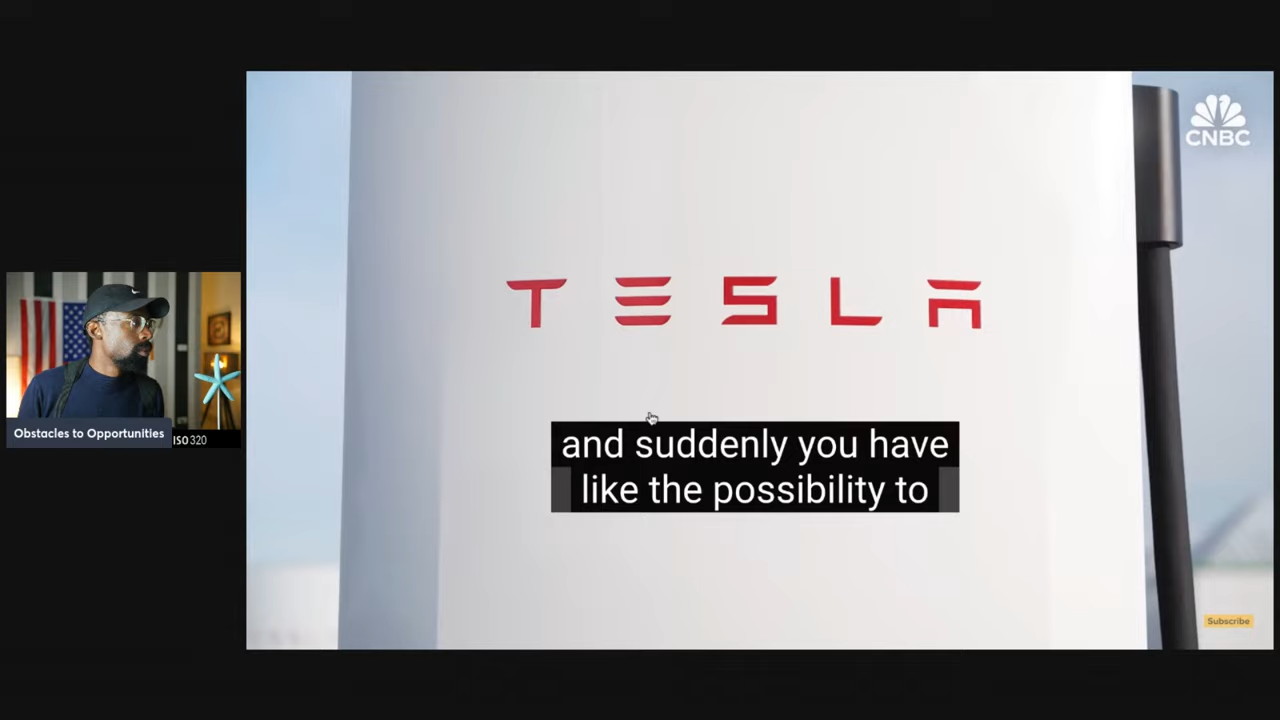 CNBC
TESLA
and suddenly you have
like the possibility to
Obstacles to Opportunities
ISO 320
Subscribe